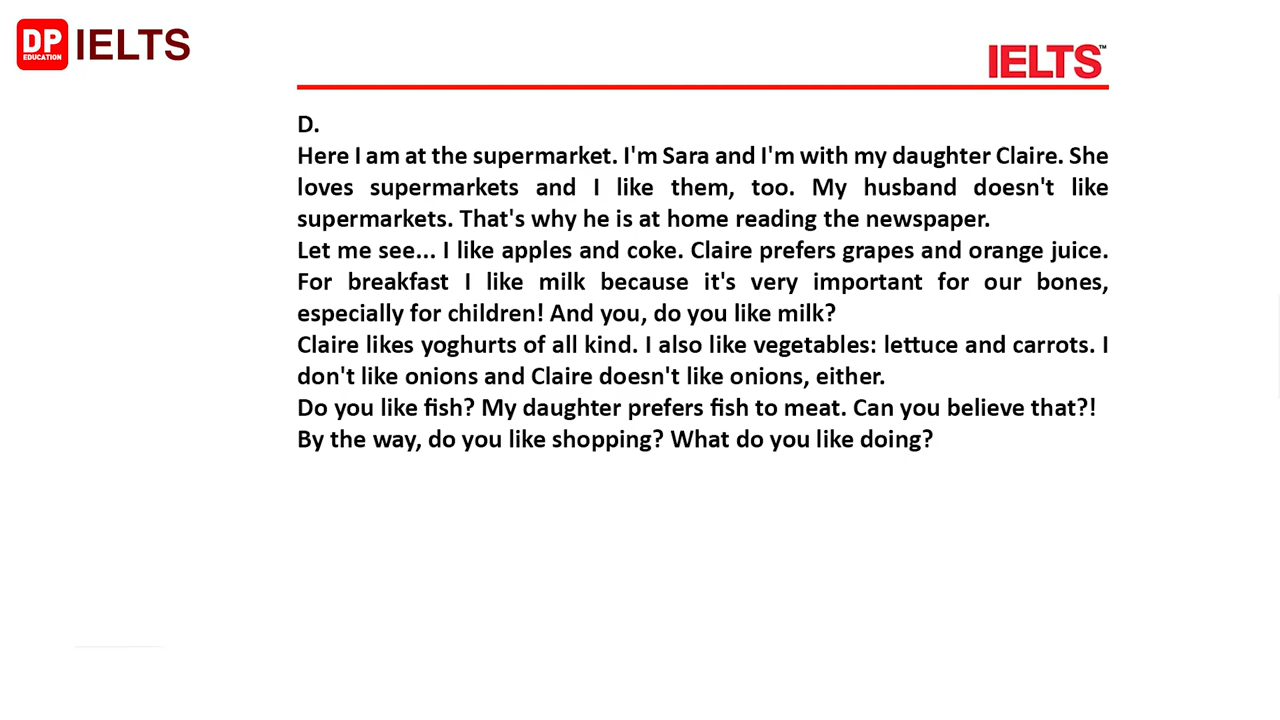 DP
EDUCATION
IELTS
IELTS™
D.
Here I am at the supermarket. I'm Sara and I'm with my daughter Claire. She
loves supermarkets and I like them, too. My husband doesn't like
supermarkets. That's why he is at home reading the newspaper.
Let me see... I like apples and coke. Claire prefers grapes and orange juice.
For breakfast I like milk because it's very important for our bones,
especially for children! And you, do you like milk?
Claire likes yoghurts of all kind. I also like vegetables: lettuce and carrots. I
don't like onions and Claire doesn't like onions, either.
Do you like fish? My daughter prefers fish to meat. Can you believe that?!
By the way, do you like shopping? What do you like doing?